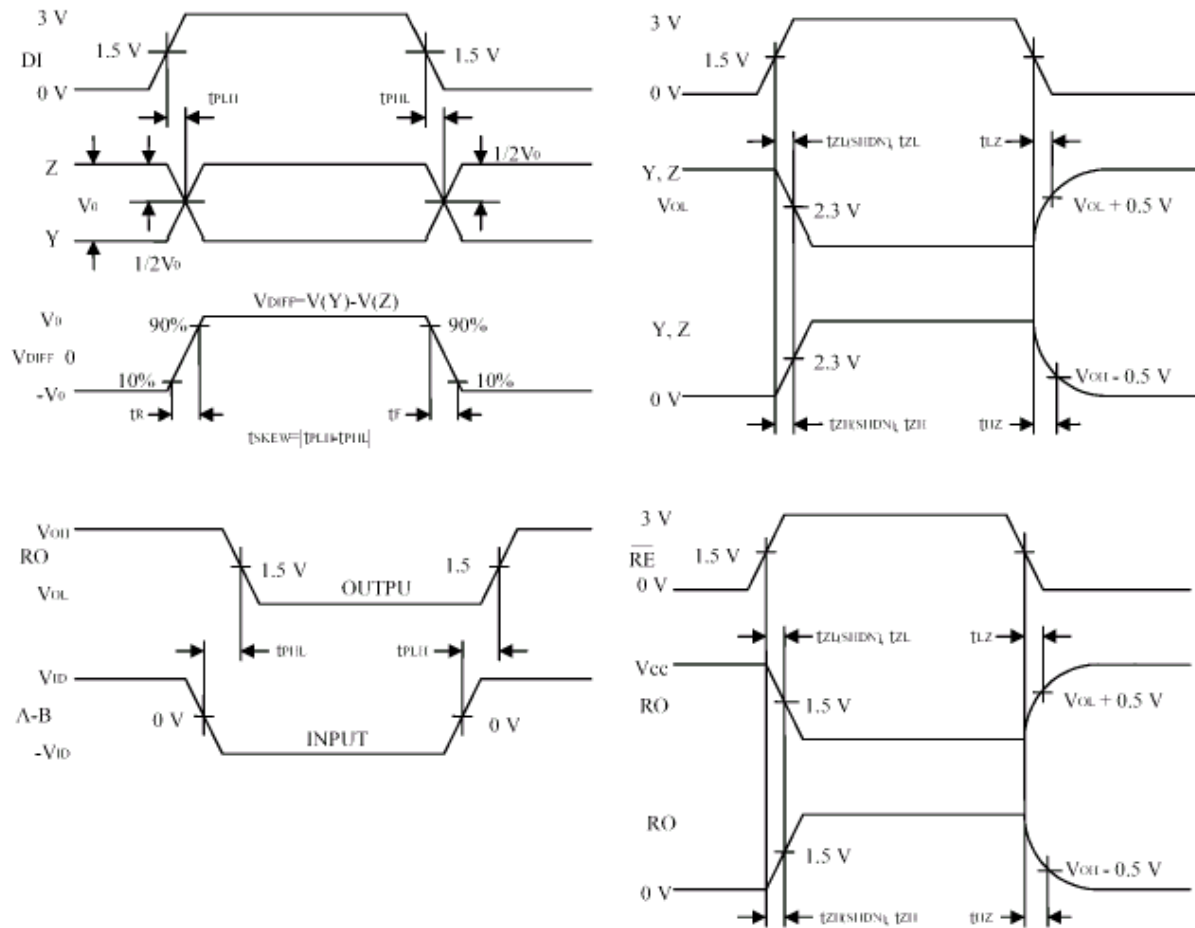 3 V
1.5 V
1.5 V
DI
0 V
tPLH
tPHL
Z
1/2V0
V0
Y
1/2V0
VDIFF=V(Y)-V(Z)
V0
90%
90%
VDIFF 0
10%
10%
-V0
tR
tF
tSKEW=|tPLH-tPHL|
3 V
1.5 V
0 V
tZL(SHDN), tZL
tLZ
Y, Z
VOL
2.3 V
VOL + 0.5 V
Y, Z
2.3 V
VOH - 0.5 V
0 V
tZH(SHDN), tZH
tHZ
VOH
RO
1.5 V
1.5
VOL
OUTPU
tPHL
tPLH
VID
A-B
0 V
0 V
INPUT
-VID
3 V
RE
1.5 V
0 V
tZL(SHDN), tZL
tLZ
Vcc
RO
1.5 V
VOL + 0.5 V
RO
1.5 V
VOH - 0.5 V
0 V
tZH(SHDN), tZH
tHZ